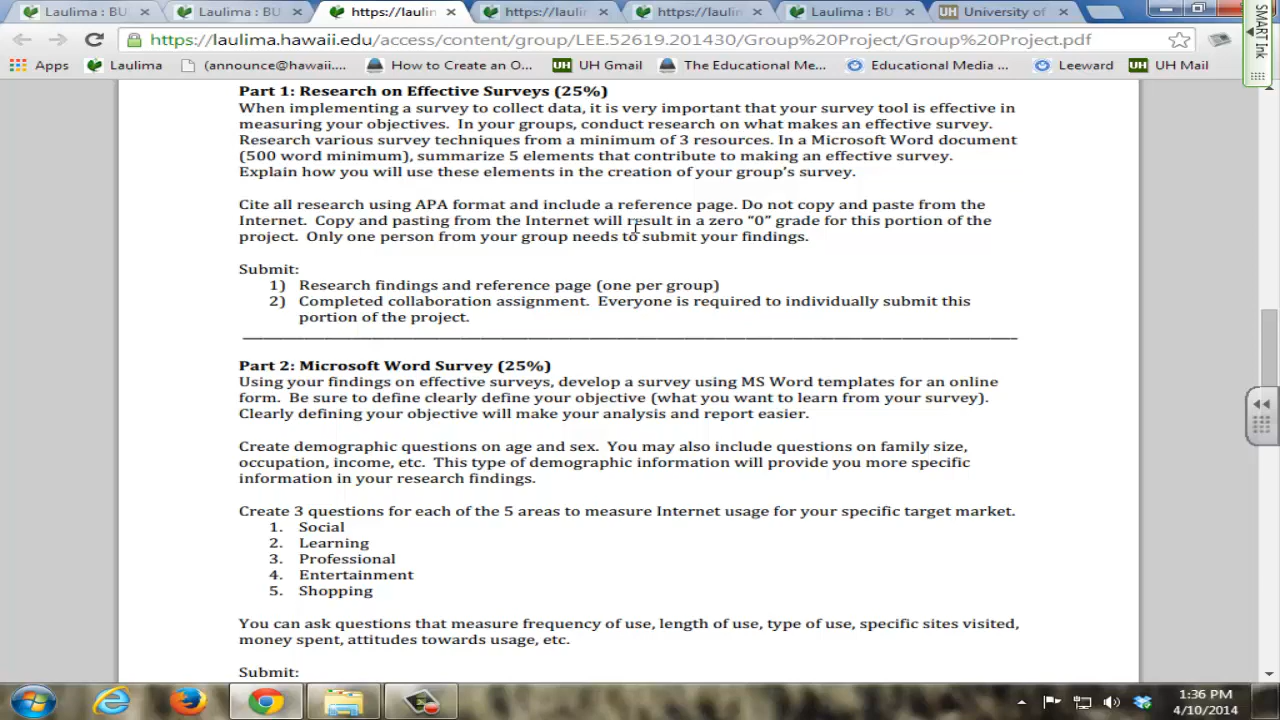 Laulima : BU
Laulima : BU
https://laulin
https://laulin
https://laulin
Laulima : BU
UH University of
https://laulima.hawaii.edu/access/content/group/LEE.52619.201430/Group%20Project/Group%20Project.pdf
SMART Ink
Apps
Laulima
(announce@hawaii....
How to Create an O...
UH UH Gmail
The Educational Me...
Educational Media ...
Leeward
UH UH Mail
Part 1: Research on Effective Surveys (25%)
When implementing a survey to collect data, it is very important that your survey tool is effective in
measuring your objectives.  In your groups, conduct research on what makes an effective survey.
Research various survey techniques from a minimum of 3 resources. In a Microsoft Word document
(500 word minimum), summarize 5 elements that contribute to making an effective survey.
Explain how you will use these elements in the creation of your group's survey.
Cite all research using APA format and include a reference page. Do not copy and paste from the
Internet.  Copy and pasting from the Internet will result in a zero "0" grade for this portion of the
project.  Only one person from your group needs to submit your findings.
Submit:
1) Research findings and reference page (one per group)
2) Completed collaboration assignment.  Everyone is required to individually submit this
portion of the project.
Part 2: Microsoft Word Survey (25%)
Using your findings on effective surveys, develop a survey using MS Word templates for an online
form.  Be sure to define clearly define your objective (what you want to learn from your survey).
Clearly defining your objective will make your analysis and report easier.
Create demographic questions on age and sex.  You may also include questions on family size,
occupation, income, etc.  This type of demographic information will provide you more specific
information in your research findings.
Create 3 questions for each of the 5 areas to measure Internet usage for your specific target market.
1. Social
2. Learning
3. Professional
4. Entertainment
5. Shopping
You can ask questions that measure frequency of use, length of use, type of use, specific sites visited,
money spent, attitudes towards usage, etc.
Submit:
1:36 PM
4/10/2014